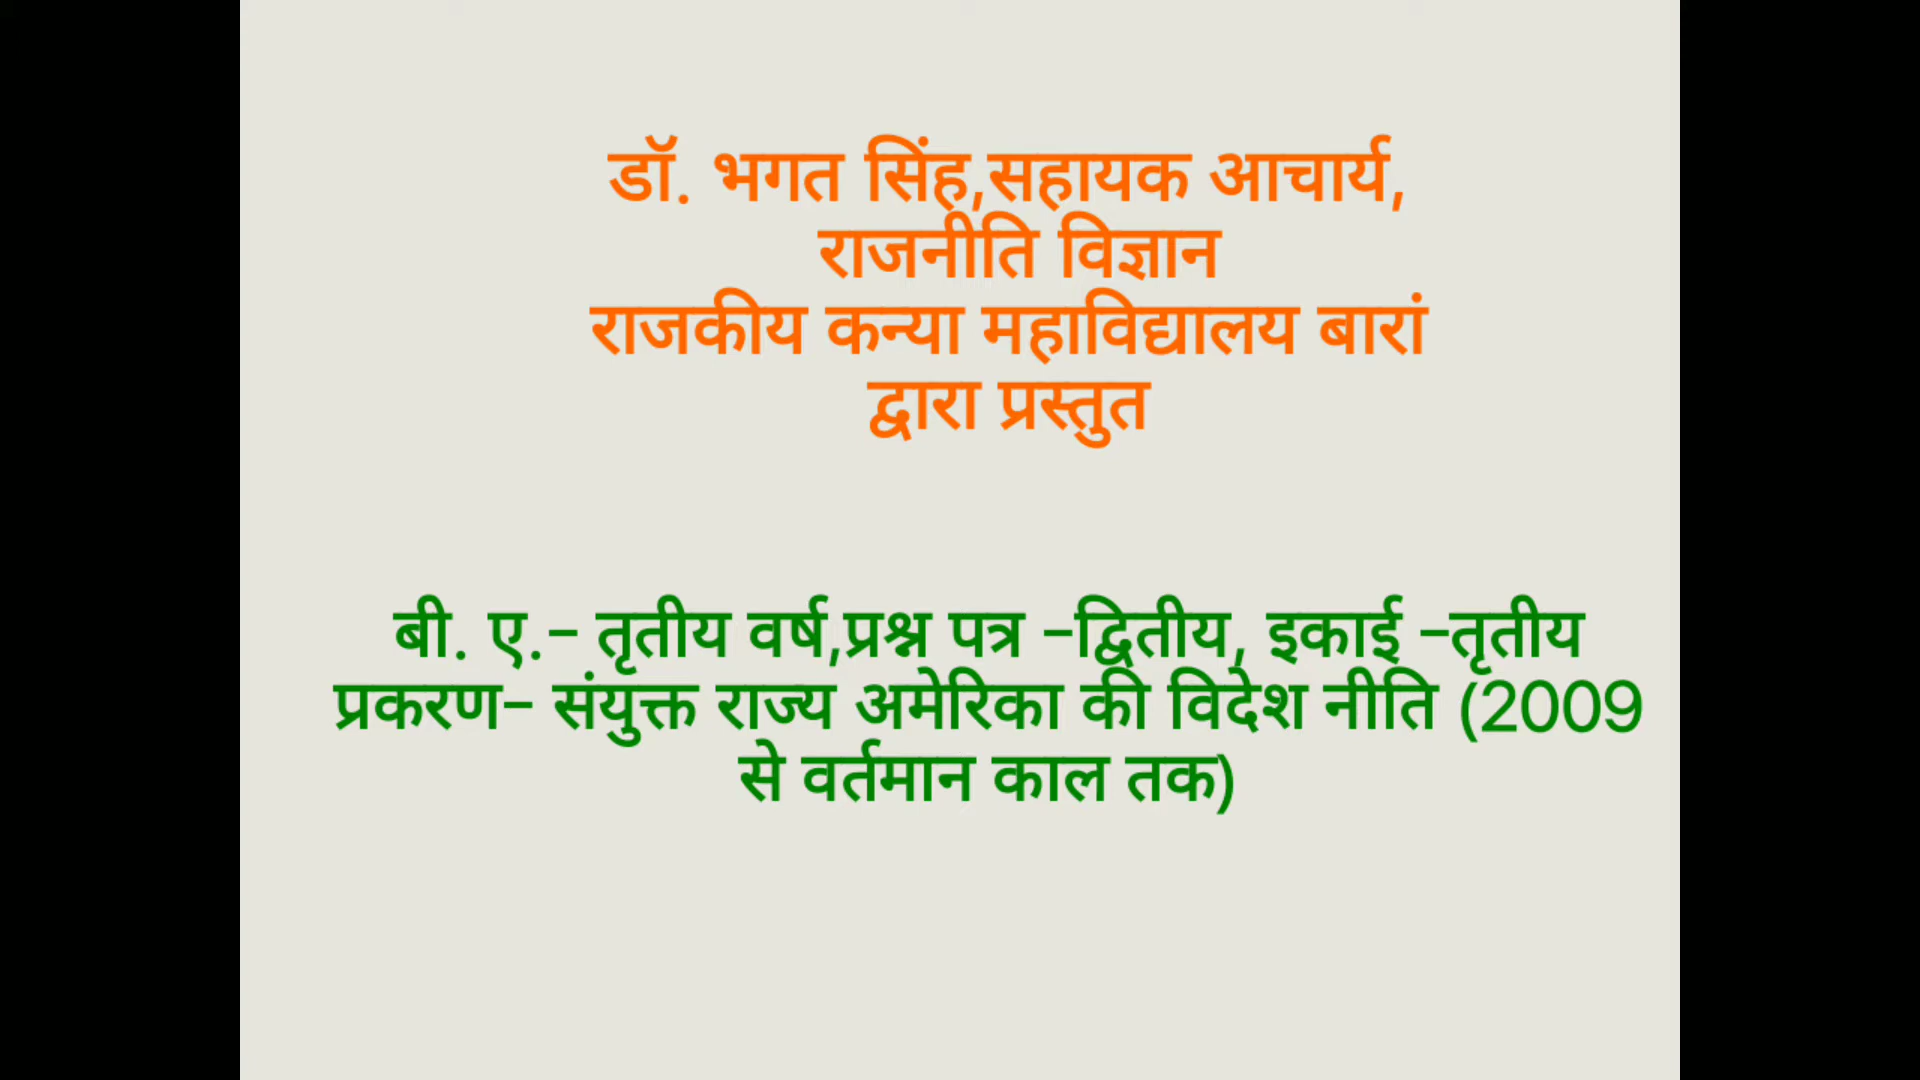 डॉ. भगत सिंह,सहायक आचार्य,
राजनीति विज्ञान
राजकीय कन्या महाविद्यालय बारां
द्वारा प्रस्तुत
बी. ए.- तृतीय वर्ष,प्रश्न पत्र -द्वितीय, इकाई -तृतीय
प्रकरण- संयुक्त राज्य अमेरिका की विदेश नीति (2009
से वर्तमान काल तक)